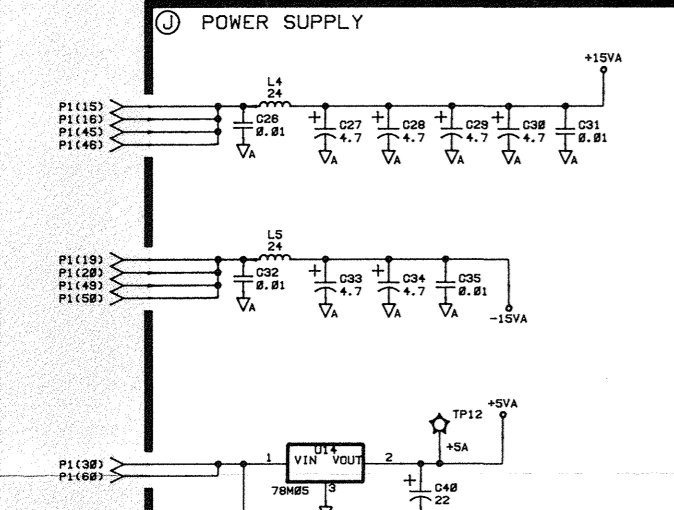 J POWER SUPPLY
+15VA
L4
24
P1(15)
P1(16)
P1(45)
P1(46)
C26
0.01
A
+ C27
4.7
A
+ C28
4.7
A
+ C29
4.7
A
+ C30
4.7
A
C31
0.01
A
L5
24
P1(19)
P1(20)
P1(49)
P1(50)
C32
0.01
A
+ C33
4.7
A
+ C34
4.7
A
C35
0.01
A
-15VA
+5VA
TP12
+5A
P1(30)
P1(60)
1
U14
VIN VOUT
2
78M05
3
+ C40
22